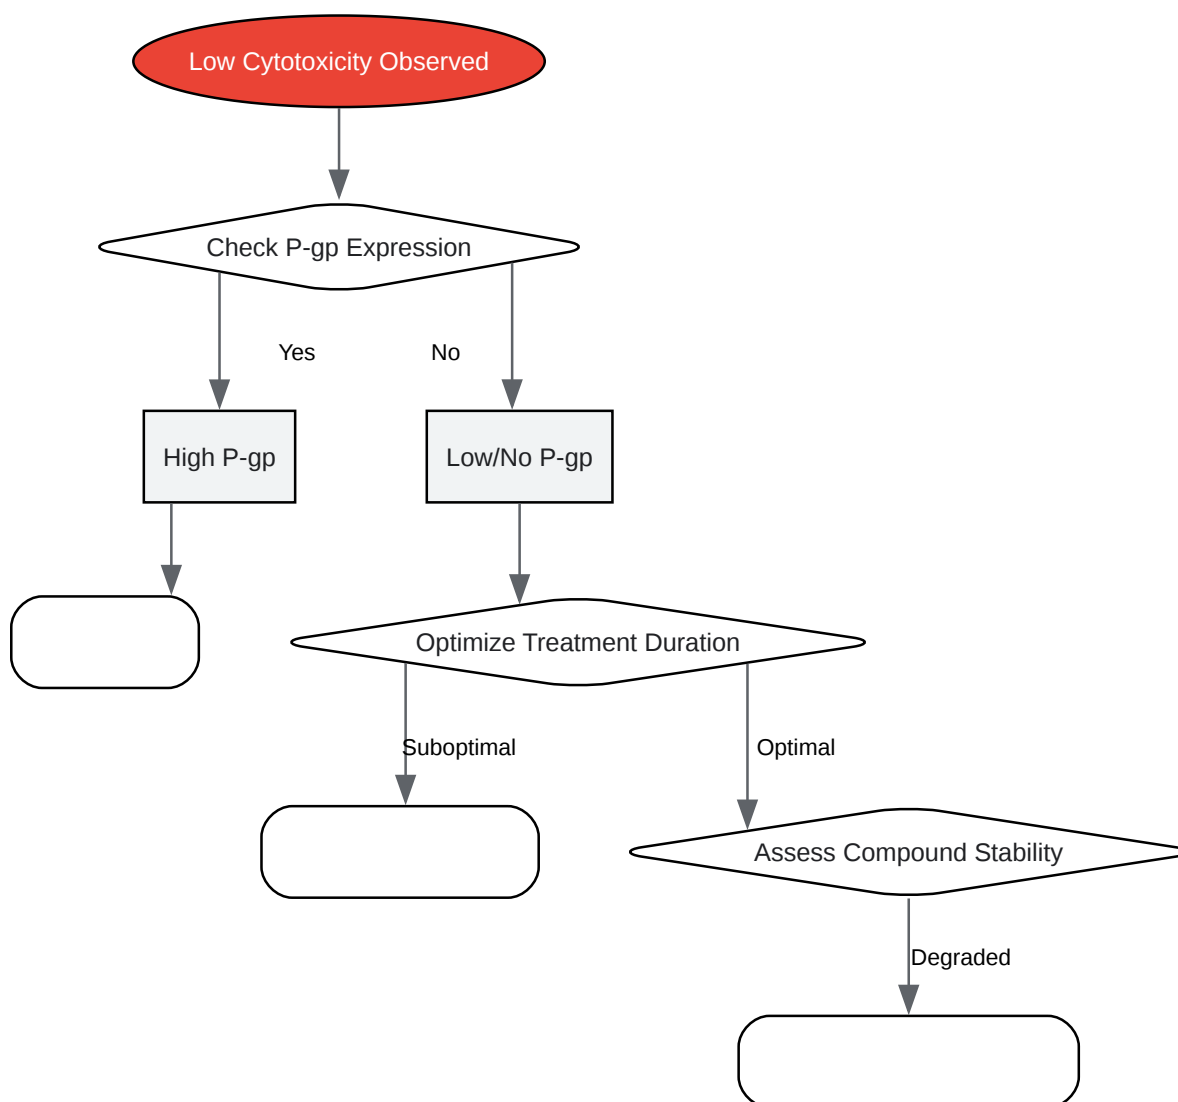 Low Cytotoxicity Observed
Check P-gp Expression
Yes
No
High P-gp
Low/No P-gp
Optimize Treatment Duration
Suboptimal
Optimal
Assess Compound Stability
Degraded